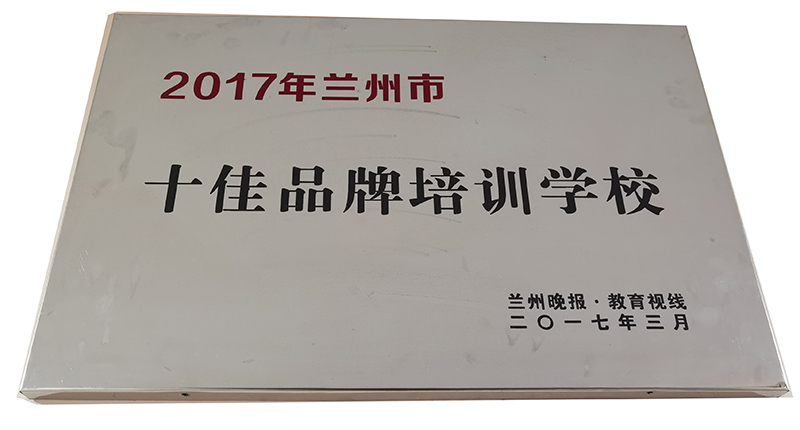 2017年兰州市
十佳品牌培训学校
兰州晚报·教育视线
二〇一七年三月